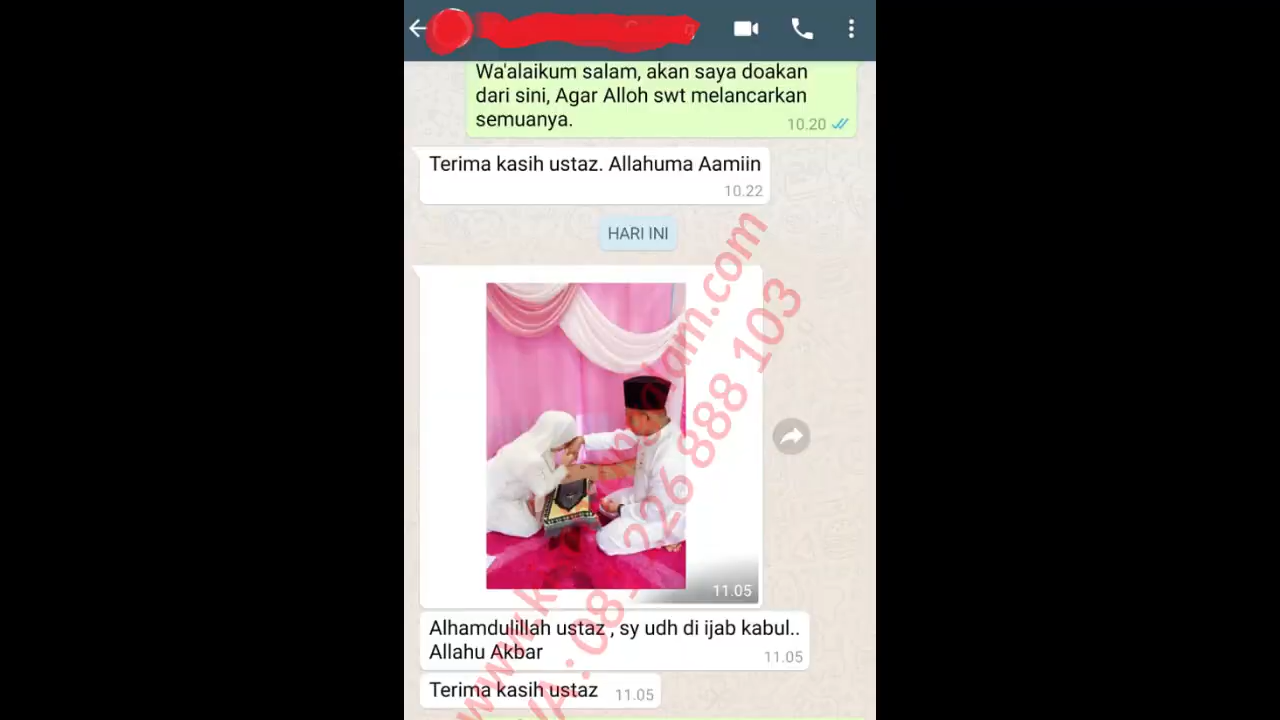 Wa'alaikum salam, akan saya doakan
dari sini, Agar Alloh swt melancarkan
semuanya.
10.20
Terima kasih ustaz. Allahuma Aamiin
10.22
HARI INI
11.05
Alhamdulillah ustaz , sy udh di ijab kabul..
Allahu Akbar
11.05
Terima kasih ustaz
11.05